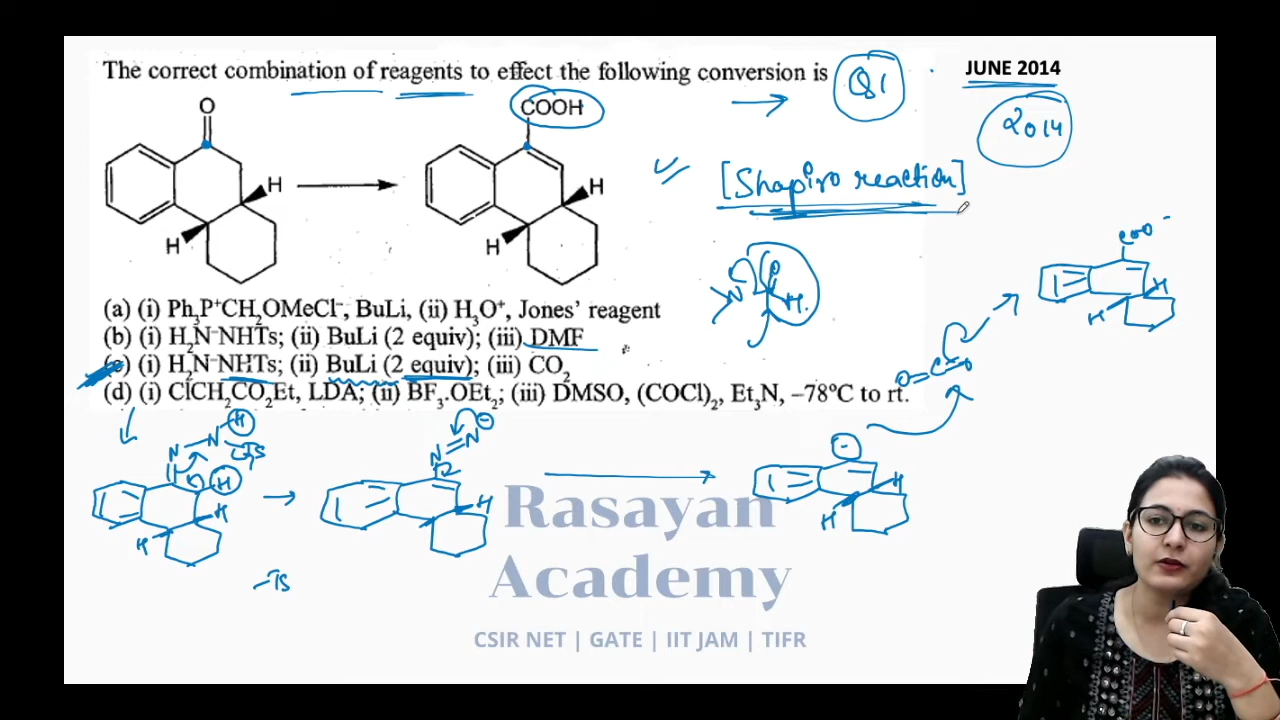 The correct combination of reagents to effect the following conversion is
Q1
JUNE 2014
2014
O
COOH
H
H
H
H
[Shapiro reaction]
COO⁻
H
H
N
O
H.
(a) (i) Ph₃P⁺CH₂OMeCl⁻; BuLi, (ii) H₃O⁺, Jones' reagent
(b) (i) H₂N⁻NHTs; (ii) BuLi (2 equiv); (iii) DMF
(c) (i) H₂N⁻NHTs; (ii) BuLi (2 equiv); (iii) CO₂
(d) (i) ClCH₂CO₂Et, LDA; (ii) BF₃.OEt₂; (iii) DMSO, (COCl)₂, Et₃N, –78°C to rt.
O=C=O
N N H
Ts
H
H
H
N=N⁻
H
H
H
-Ts
Rasayan
Academy
CSIR NET | GATE | IIT JAM | TIFR